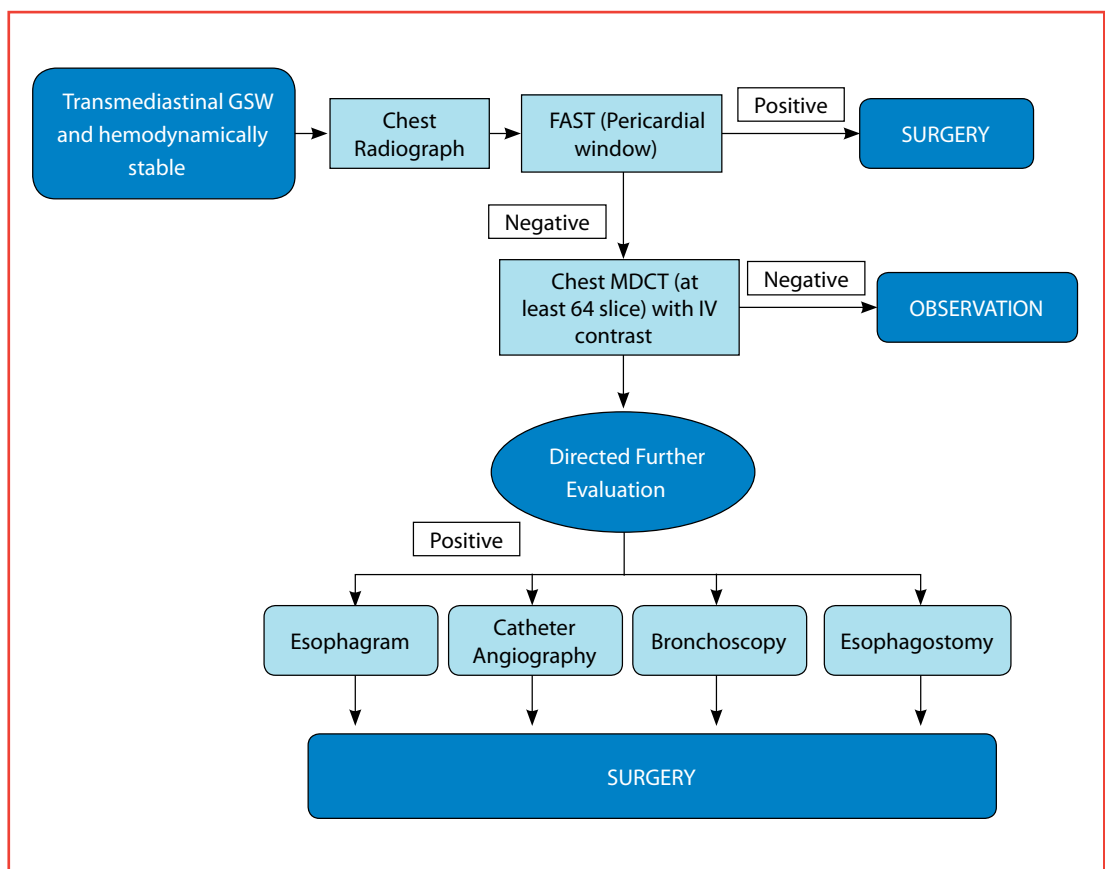 Transmediastinal GSW
and hemodynamically
stable
Chest
Radiograph
FAST (Pericardial
window)
Positive
SURGERY
Negative
Chest MDCT (at
least 64 slice) with IV
contrast
Negative
OBSERVATION
Directed Further
Evaluation
Positive
Esophagram
Catheter
Angiography
Bronchoscopy
Esophagostomy
SURGERY